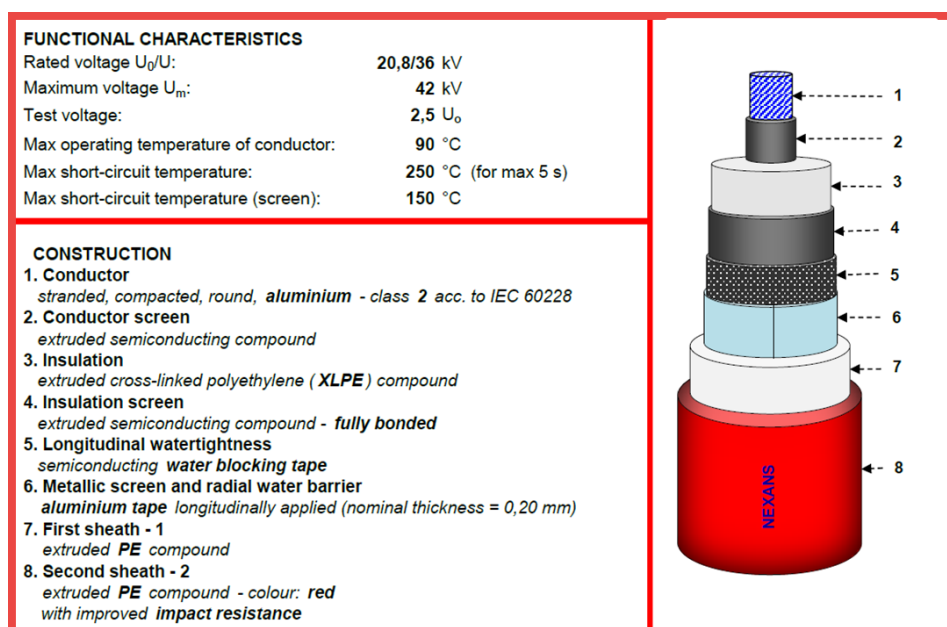 FUNCTIONAL CHARACTERISTICS
Rated voltage U0/U: 20,8/36 kV
Maximum voltage Um: 42 kV
Test voltage: 2,5 Uo
Max operating temperature of conductor: 90 °C
Max short-circuit temperature: 250 °C (for max 5 s)
Max short-circuit temperature (screen): 150 °C
CONSTRUCTION
1. Conductor
stranded, compacted, round, aluminium - class 2 acc. to IEC 60228
2. Conductor screen
extruded semiconducting compound
3. Insulation
extruded cross-linked polyethylene (XLPE) compound
4. Insulation screen
extruded semiconducting compound - fully bonded
5. Longitudinal watertightness
semiconducting water blocking tape
6. Metallic screen and radial water barrier
aluminium tape longitudinally applied (nominal thickness = 0,20 mm)
7. First sheath - 1
extruded PE compound
8. Second sheath - 2
extruded PE compound - colour: red
with improved impact resistance
1
2
3
4
5
6
7
8
NEXANS